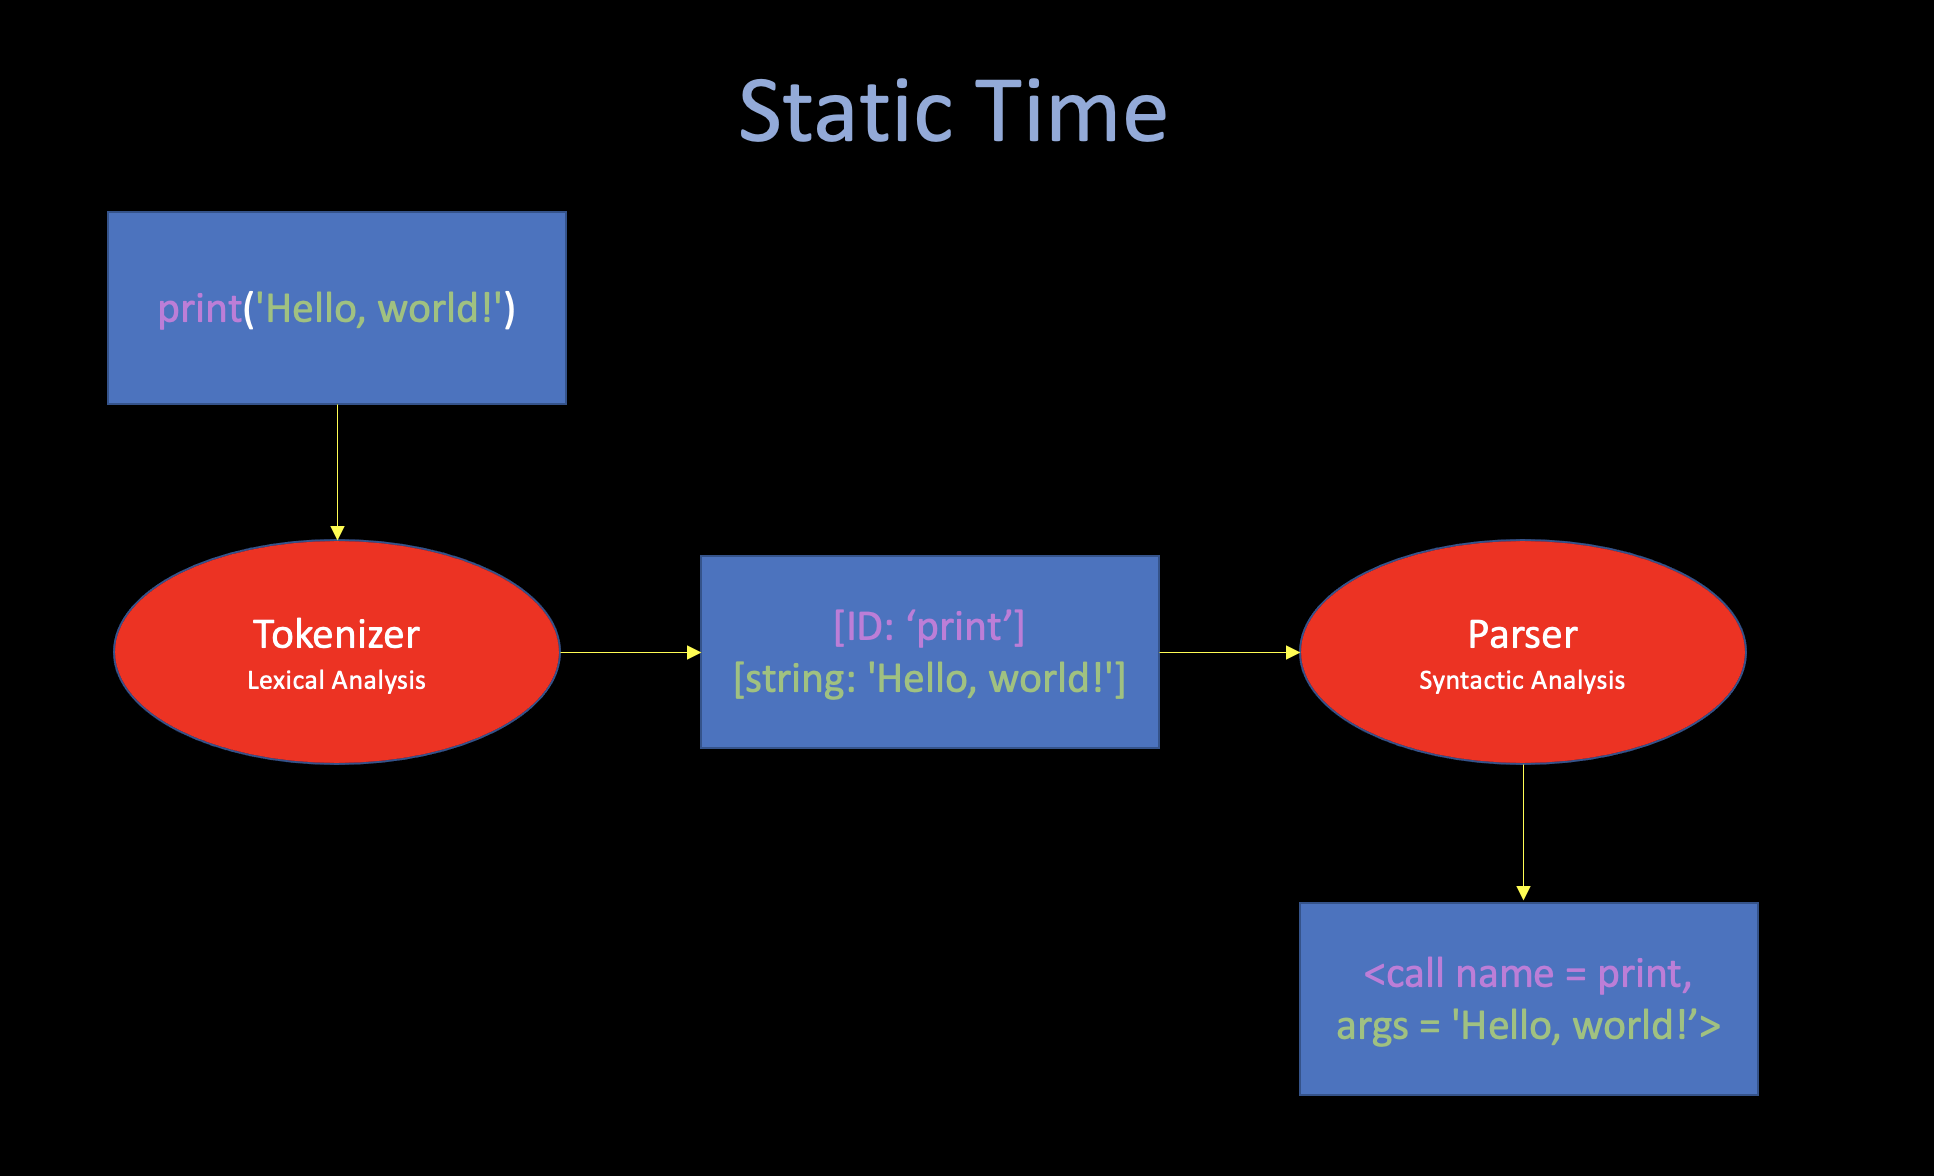 Static Time
print('Hello, world!')
Tokenizer
Lexical Analysis
[ID: ‘print’]
[string: 'Hello, world!']
Parser
Syntactic Analysis
<call name = print,
args = 'Hello, world!’>